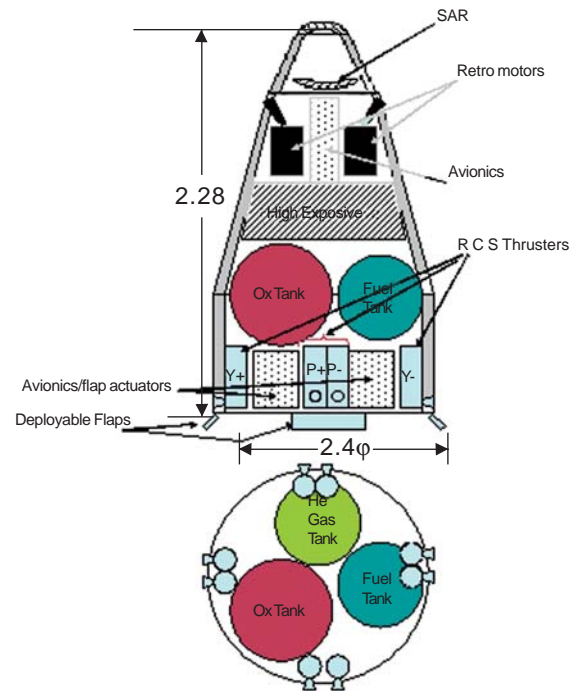 SAR
Retro motors
Avionics
2.28
High Exposive
R C S Thrusters
Ox Tank
Fuel
Tank
Y+
P+
P-
Y-
Avionics/flap actuators
Deployable Flaps
2.4φ
He
Gas
Tank
Fuel
Tank
Ox Tank